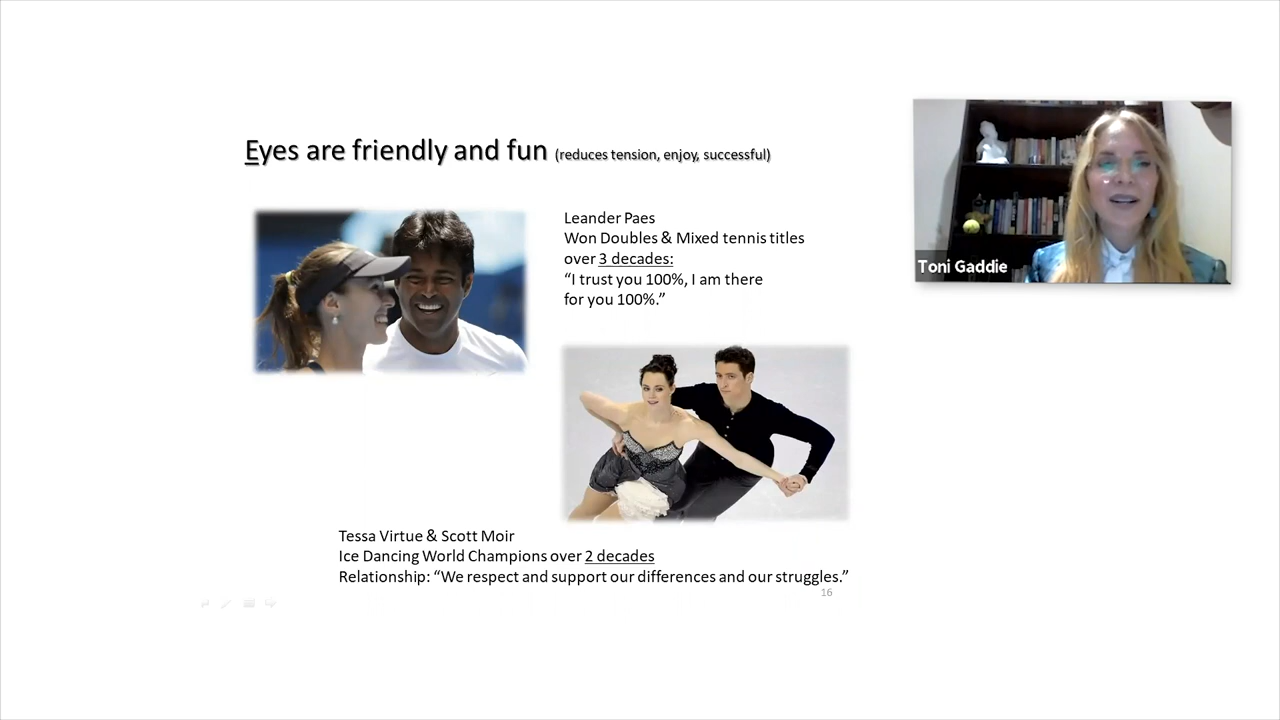 Eyes are friendly and fun (reduces tension, enjoy, successful)
Leander Paes
Won Doubles & Mixed tennis titles
over 3 decades:
“I trust you 100%, I am there
for you 100%.”
Toni Gaddie
Tessa Virtue & Scott Moir
Ice Dancing World Champions over 2 decades
Relationship: “We respect and support our differences and our struggles.”
16